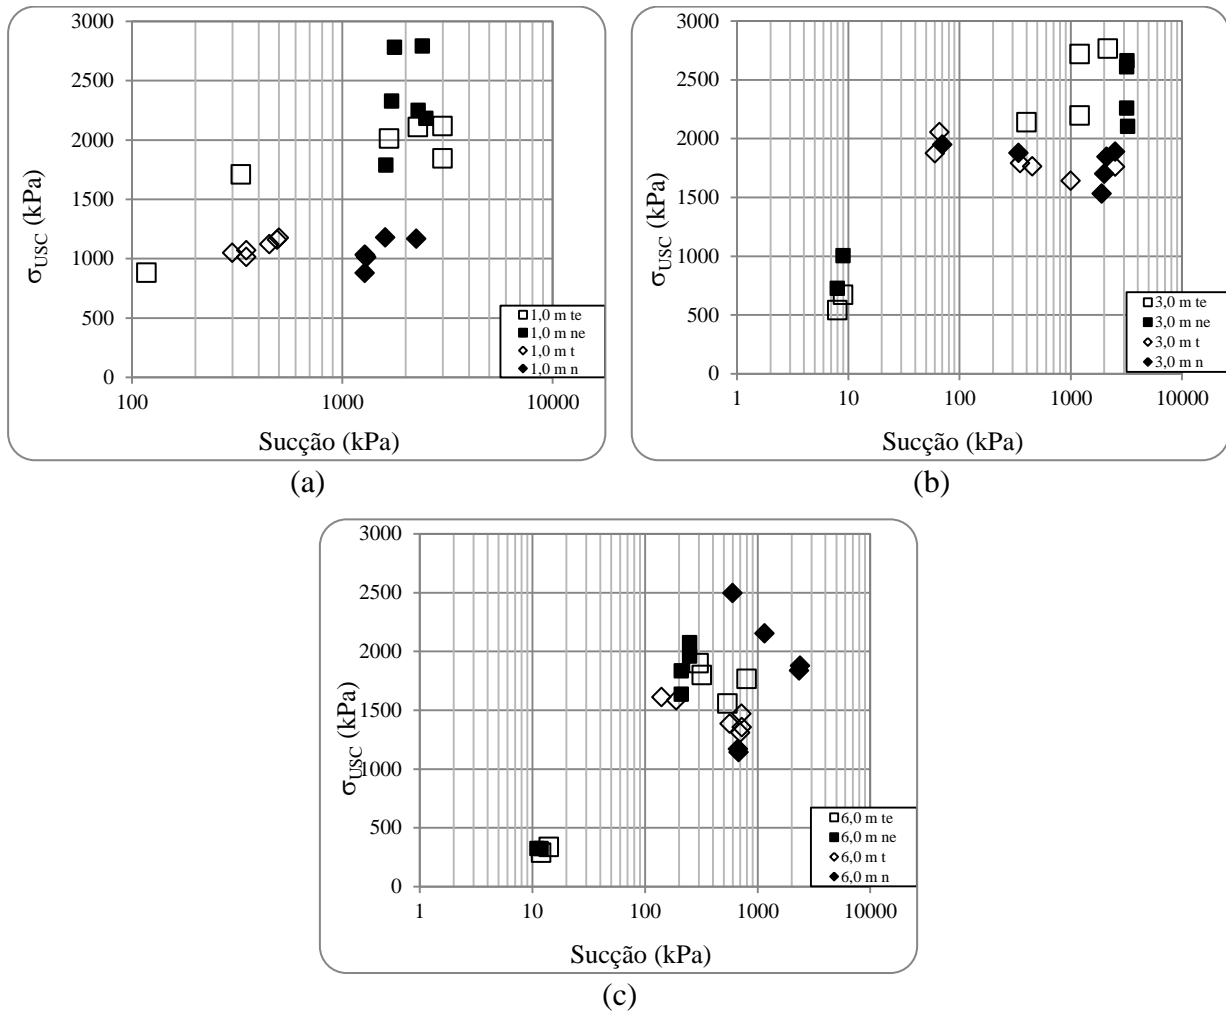 3000
2500
2000
1500
1000
500
0
σUSC (kPa)
100
1000
10000
Sucção (kPa)
1,0 m te
1,0 m ne
1,0 m t
1,0 m n
(a)
3000
2500
2000
1500
1000
500
0
σUSC (kPa)
1
10
100
1000
10000
Sucção (kPa)
3,0 m te
3,0 m ne
3,0 m t
3,0 m n
(b)
3000
2500
2000
1500
1000
500
0
σUSC (kPa)
1
10
100
1000
10000
Sucção (kPa)
6,0 m te
6,0 m ne
6,0 m t
6,0 m n
(c)